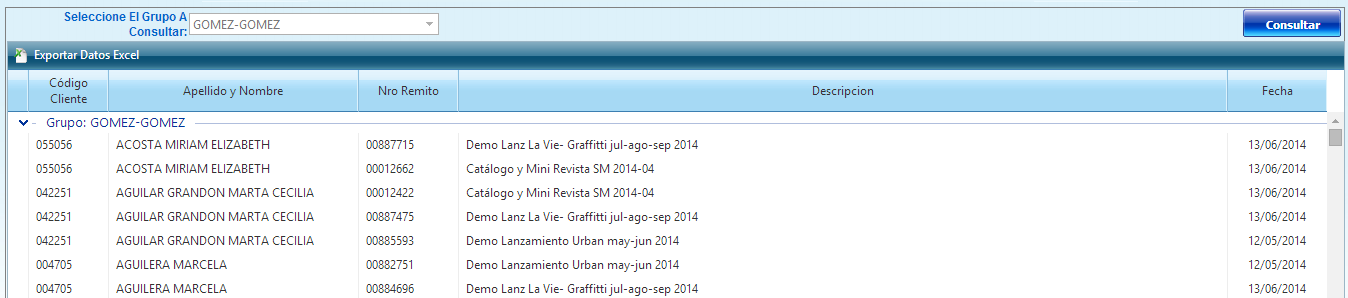 Seleccione El Grupo A
Consultar: GOMEZ-GOMEZ Consultar
Exportar Datos Excel
Código Cliente Apellido y Nombre Nro Remito Descripcion Fecha
Grupo: GOMEZ-GOMEZ
055056 ACOSTA MIRIAM ELIZABETH 00887715 Demo Lanz La Vie- Graffitti jul-ago-sep 2014 13/06/2014
055056 ACOSTA MIRIAM ELIZABETH 00012662 Catálogo y Mini Revista SM 2014-04 13/06/2014
042251 AGUILAR GRANDON MARTA CECILIA 00012422 Catálogo y Mini Revista SM 2014-04 13/06/2014
042251 AGUILAR GRANDON MARTA CECILIA 00887475 Demo Lanz La Vie- Graffitti jul-ago-sep 2014 13/06/2014
042251 AGUILAR GRANDON MARTA CECILIA 00885593 Demo Lanzamiento Urban may-jun 2014 12/05/2014
004705 AGUILERA MARCELA 00882751 Demo Lanzamiento Urban may-jun 2014 12/05/2014
004705 AGUILERA MARCELA 00884696 Demo Lanz La Vie- Graffitti jul-ago-sep 2014 13/06/2014